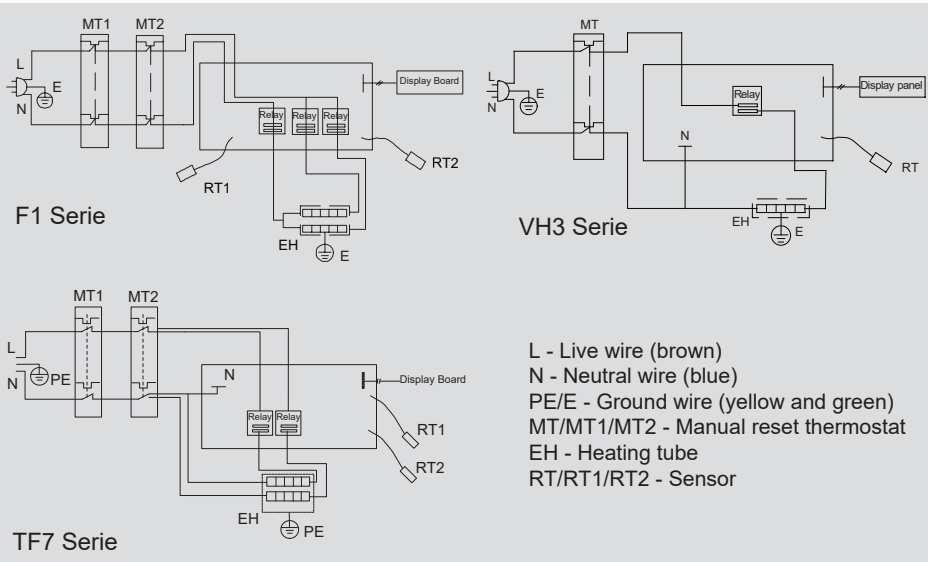 MT1 MT2
L
E
N
Display Board
Relay Relay Relay
RT1
RT2
F1 Serie
EH
E
MT
L
E
N
Display panel
Relay
N
RT
VH3 Serie
EH
E
MT1 MT2
L
PE
N
N
Display Board
Relay Relay
RT1
RT2
EH
PE
TF7 Serie
L - Live wire (brown)
N - Neutral wire (blue)
PE/E - Ground wire (yellow and green)
MT/MT1/MT2 - Manual reset thermostat
EH - Heating tube
RT/RT1/RT2 - Sensor